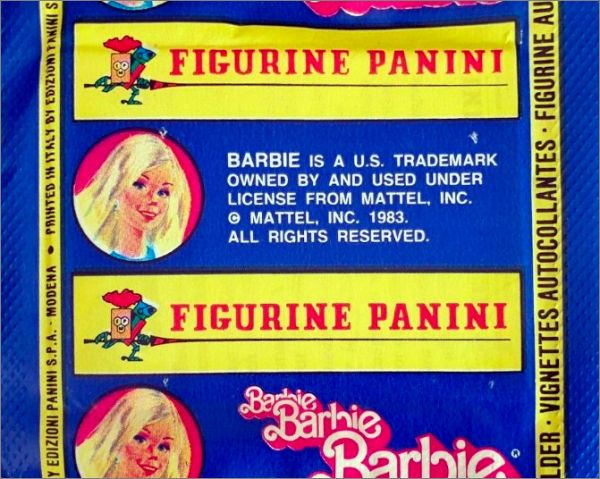 FIGURINE PANINI
BARBIE IS A U.S. TRADEMARK
OWNED BY AND USED UNDER
LICENSE FROM MATTEL, INC.
© MATTEL, INC. 1983.
ALL RIGHTS RESERVED.
FIGURINE PANINI
Barbie
Barbie
Barbie®
Y EDIZIONI PANINI S.P.A. - MODENA • PRINTED IN ITALY BY EDIZIONI PANINI S
LDER · VIGNETTES AUTOCOLLANTES · FIGURINE AU